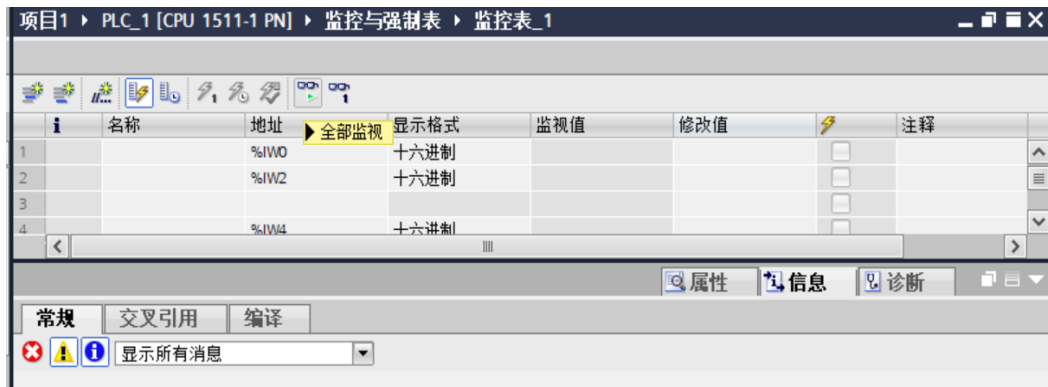 项目1 ▸ PLC_1 [CPU 1511-1 PN] ▸ 监控与强制表 ▸ 监控表_1
i 名称 地址 显示格式 监视值 修改值 注释
全部监视
1 %IW0 十六进制
2 %IW2 十六进制
3
4 %IW4 十六进制
属性 信息 诊断
常规 交叉引用 编译
显示所有消息